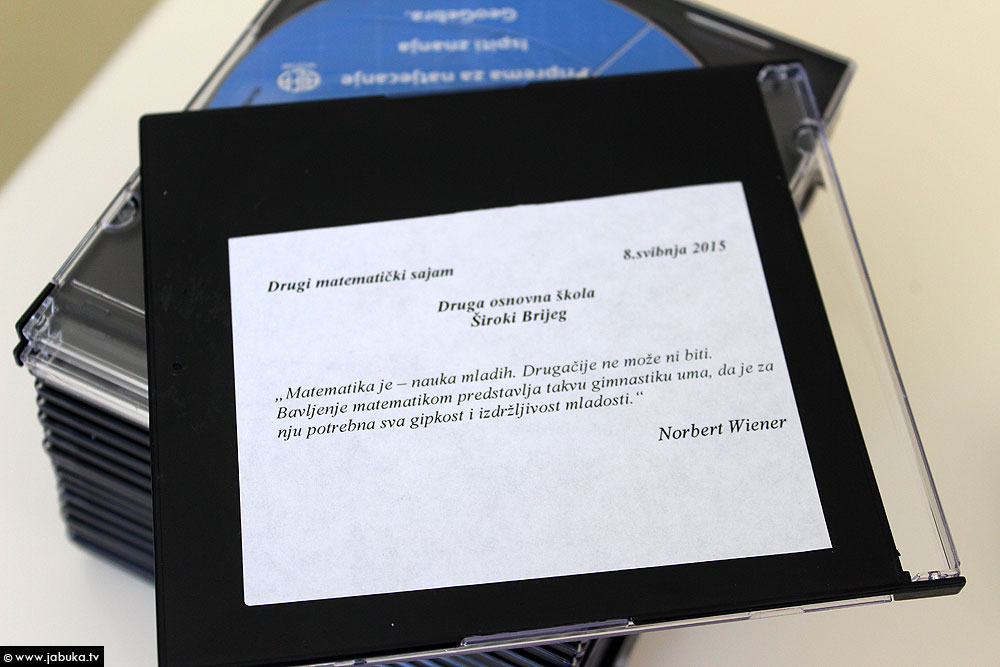 Priprema za natjecanje
Ispiti znanja
GeoGebra.
Drugi matematički sajam
8.svibnja 2015
Druga osnovna škola
Široki Brijeg
„Matematika je – nauka mladih. Drugačije ne može ni biti.
Bavljenje matematikom predstavlja takvu gimnastiku uma, da je za
nju potrebna sva gipkost i izdržljivost mladosti.“
Norbert Wiener
© www.jabuka.tv